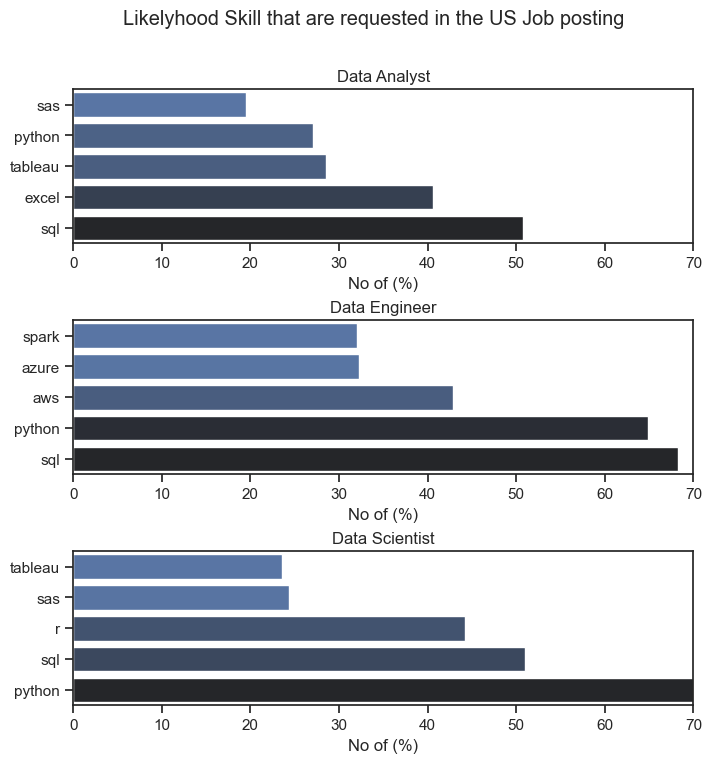 Likelyhood Skill that are requested in the US Job posting
Data Analyst
sas
python
tableau
excel
sql
0 10 20 30 40 50 60 70
No of (%)
Data Engineer
spark
azure
aws
python
sql
0 10 20 30 40 50 60 70
No of (%)
Data Scientist
tableau
sas
r
sql
python
0 10 20 30 40 50 60 70
No of (%)